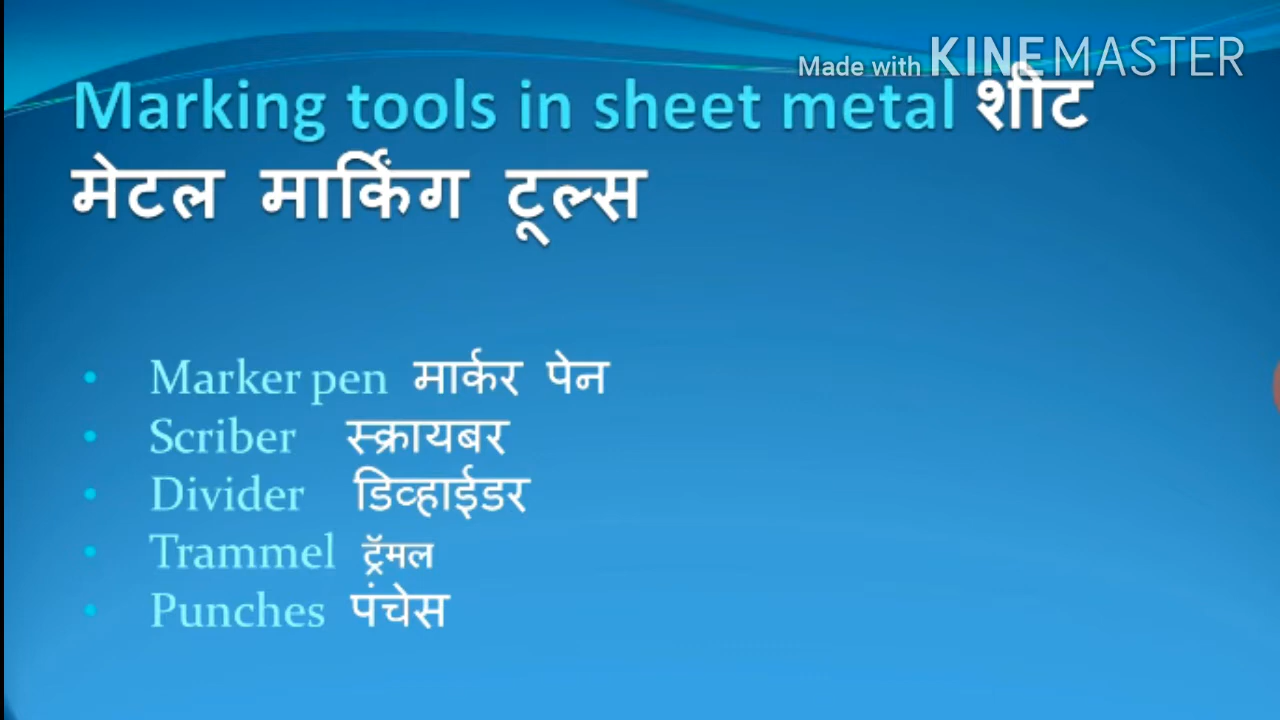 Made with KINEMASTER
Marking tools in sheet metal शीट
मेटल मार्किंग टूल्स
• Marker pen मार्कर पेन
• Scriber स्क्रायबर
• Divider डिव्हाईडर
• Trammel ट्रॅमल
• Punches पंचेस